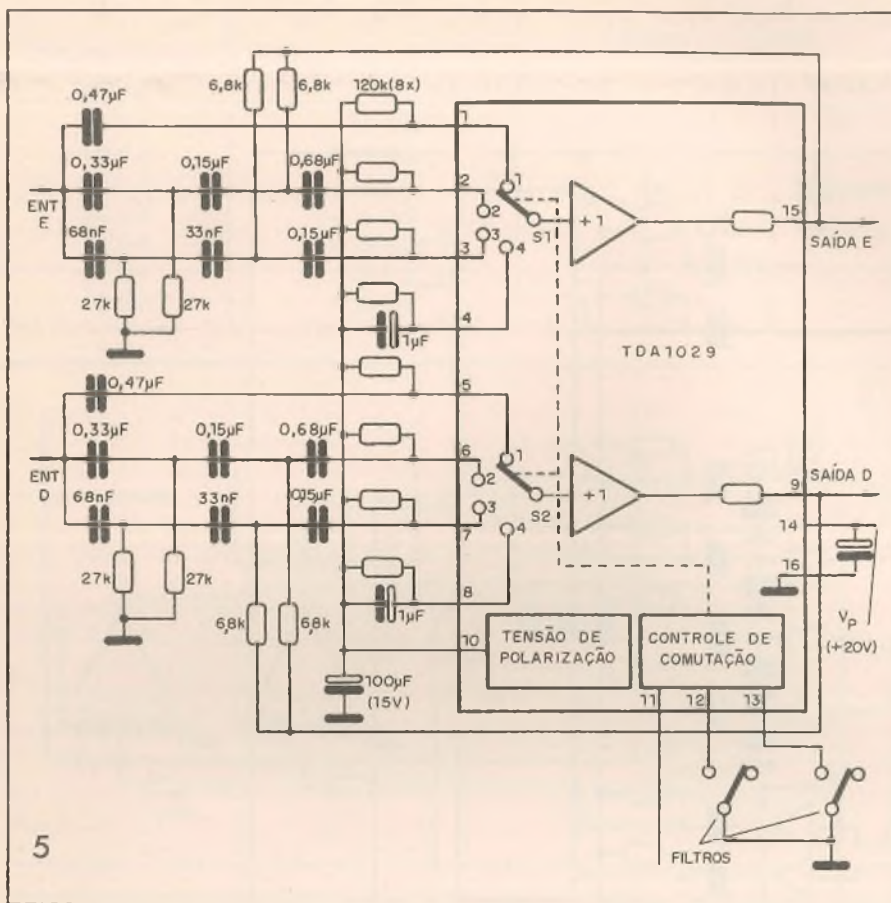 6,8k
6,8k
120k(8x)
0,47µF
1
0,33µF
0,15µF
0,68µF
2
1
ENT
E
2
+1
15
68nF
33nF
0,15µF
3
3
S1
SAÍDA E
4
27k
27k
4
1µF
TDA1029
0,47µF
5
0,33µF
0,15µF
0,68µF
6
1
SAÍDA D
ENT
D
2
+1
9
68nF
33nF
0,15µF
3
S2
14
7
4
27k
27k
16
8
6,8k
6,8k
1µF
VP
(+20V)
10
TENSÃO DE
POLARIZAÇÃO
CONTROLE DE
COMUTAÇÃO
100µF
(15V)
11
12
13
5
FILTROS